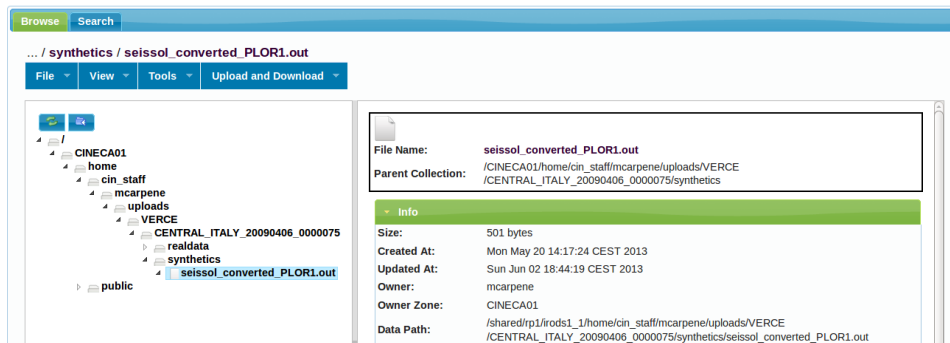 Browse Search
... / synthetics / seissol_converted_PLOR1.out
File View Tools Upload and Download
/
CINECA01
home
cin_staff
mcarpene
uploads
VERCE
CENTRAL_ITALY_20090406_0000075
realdata
synthetics
seissol_converted_PLOR1.out
public
File Name: seissol_converted_PLOR1.out
Parent Collection: /CINECA01/home/cin_staff/mcarpene/uploads/VERCE
/CENTRAL_ITALY_20090406_0000075/synthetics
Info
Size: 501 bytes
Created At: Mon May 20 14:17:24 CEST 2013
Updated At: Sun Jun 02 18:44:19 CEST 2013
Owner: mcarpene
Owner Zone: CINECA01
Data Path: /shared/rp1/irods1_1/home/cin_staff/mcarpene/uploads/VERCE
/CENTRAL_ITALY_20090406_0000075/synthetics/seissol_converted_PLOR1.out